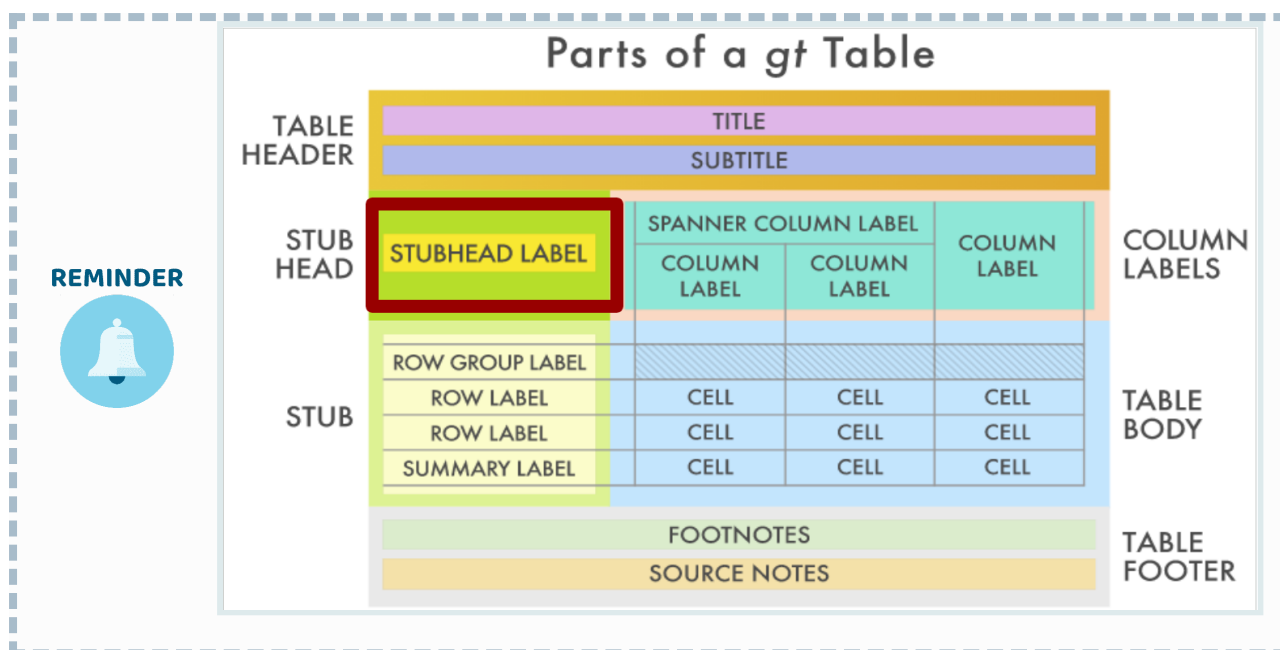 Parts of a gt Table
TABLE
HEADER
TITLE
SUBTITLE
STUB
HEAD
STUBHEAD LABEL
SPANNER COLUMN LABEL
COLUMN
LABEL
COLUMN
LABEL
COLUMN
LABEL
COLUMN
LABELS
REMINDER
STUB
ROW GROUP LABEL
ROW LABEL
CELL
CELL
CELL
ROW LABEL
CELL
CELL
CELL
SUMMARY LABEL
CELL
CELL
CELL
TABLE
BODY
FOOTNOTES
SOURCE NOTES
TABLE
FOOTER